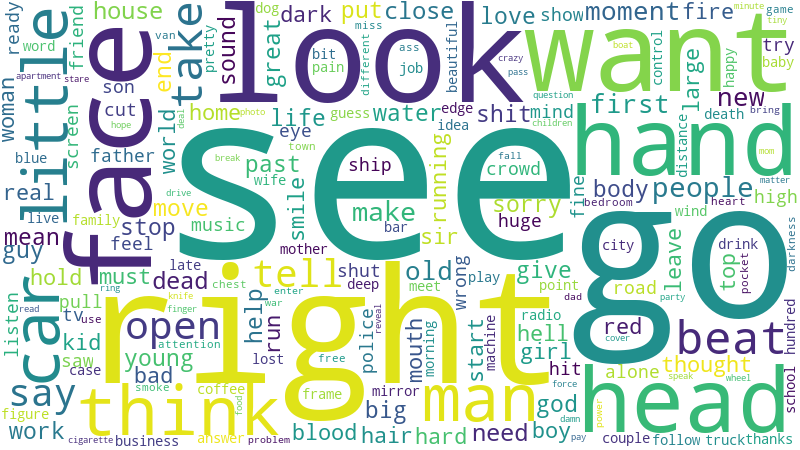 see
right
go
look
face
want
hand
head
think
man
little
car
open
beat
take
say
tell
house
ready
word
woman
friend
screen
blue
real
live
mean
guy
van
pretty
son
cut
end
father
world
family
move
stop
feel
music
dark
sound
dog
great
bit
pain
put
miss
different
ass
job
close
beautiful
love
crazy
pass
show
moment
boat
question
children
fire
control
tiny
large
happy
minute
game
try
baby
new
death
bring
mom
distance
first
mind
shit
edge
idea
water
guess
life
home
photo
deal
break
town
eye
past
wife
smile
ship
make
bar
huge
mother
running
sir
crowd
sorry
fall
fine
body
people
bedroom
heart
matter
high
wind
city
leave
road
top
drink
pocket
darkness
party
cover
red
hope
apartment
stare
drive
hold
must
late
dead
shut
deep
old
meet
play
wrong
give
point
dad
radio
hell
girl
hit
start
machine
morning
mouth
police
free
reveal
war
enter
chest
knife
finger
ring
pull
tv
use
read
listen
kid
saw
case
young
attention
bad
smoke
lost
run
help
coffee
food
frame
mirror
big
god
force
damn
boy
pay
need
hard
hair
blood
problem
answer
business
cigarette
work
figure
couple
follow
truck
thanks
power
speak
wheel
alone
thought
school
hundred